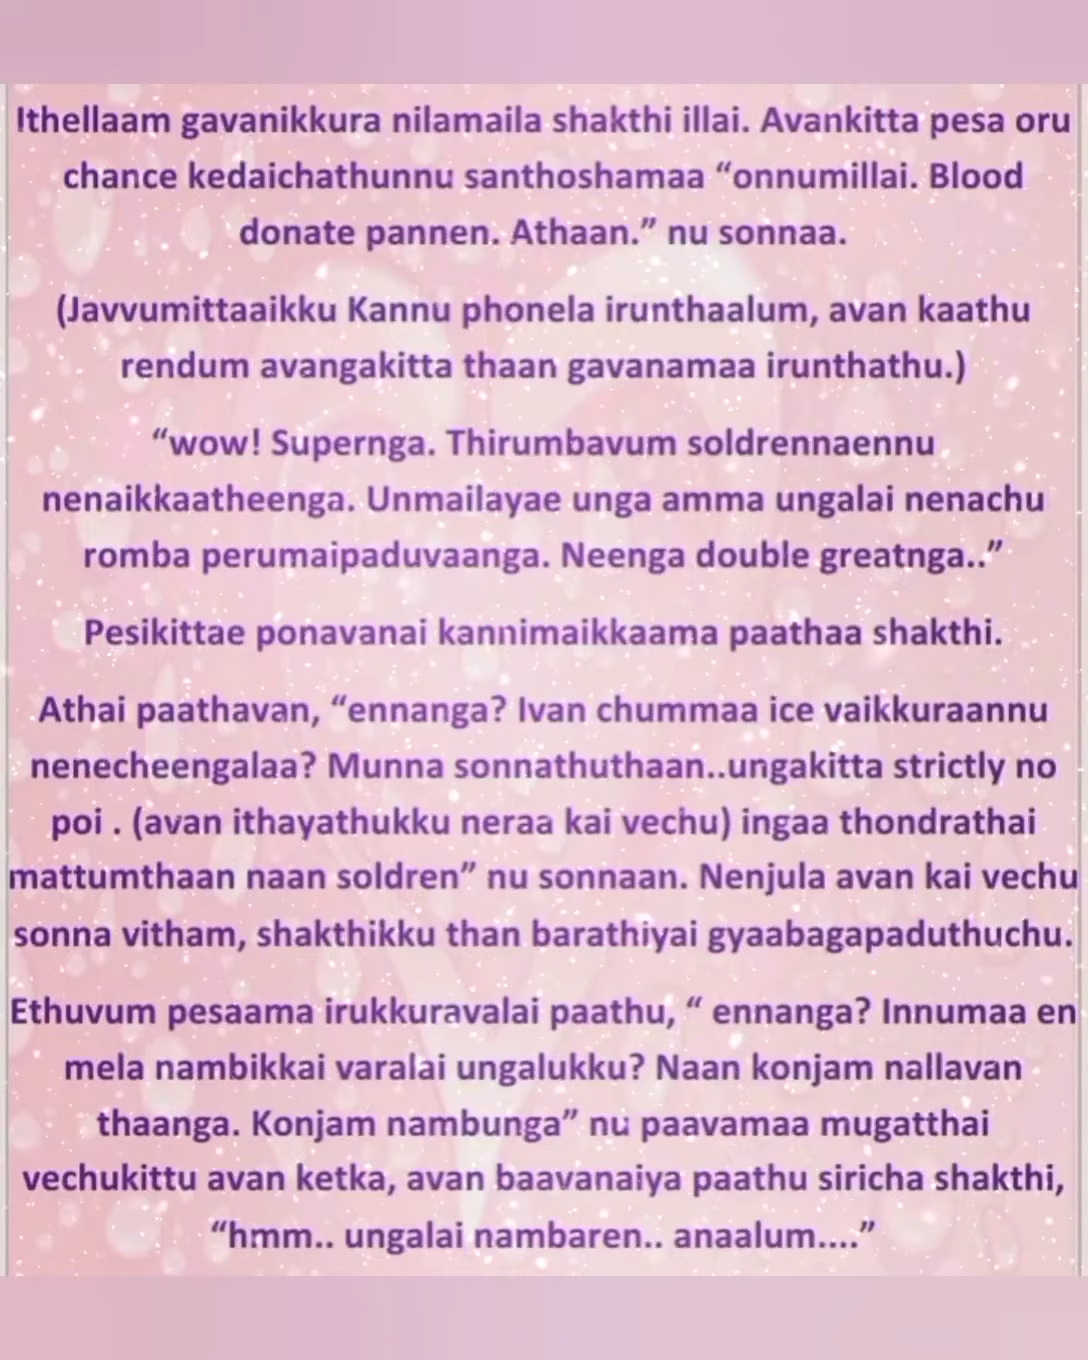 Ithellaam gavanikkura nilamaila shakthi illai. Avankitta pesa oru
chance kedaichathunnu santhoshamaa “onnumillai. Blood
donate pannen. Athaan.” nu sonnaa.
(Javvumittaaikku Kannu phonela irunthaalum, avan kaathu
rendum avangakitta thaan gavanamaa irunthathu.)
“wow! Supernga. Thirumbavum soldrennaennu
nenaikkaatheenga. Unmailayae unga amma ungalai nenachu
romba perumaipaduvaanga. Neenga double greatnga..”
Pesikittae ponavanai kannimaikkaama paathaa shakthi.
Athai paathavan, “ennanga? Ivan chummaa ice vaikkuraannu
nenecheengalaa? Munna sonnathuthaan..ungakitta strictly no
poi . (avan ithayathukku neraa kai vechu) ingaa thondrathai
mattumthaan naan soldren” nu sonnaan. Nenjula avan kai vechu
sonna vitham, shakthikku than barathiyai gyaabagapaduthuchu.
Ethuvum pesaama irukkuravalai paathu, “ ennanga? Innumaa en
mela nambikkai varalai ungalukku? Naan konjam nallavan
thaanga. Konjam nambunga” nu paavamaa mugatthai
vechukittu avan ketka, avan baavanaiya paathu siricha shakthi,
“hmm.. ungalai nambaren.. anaalum....”